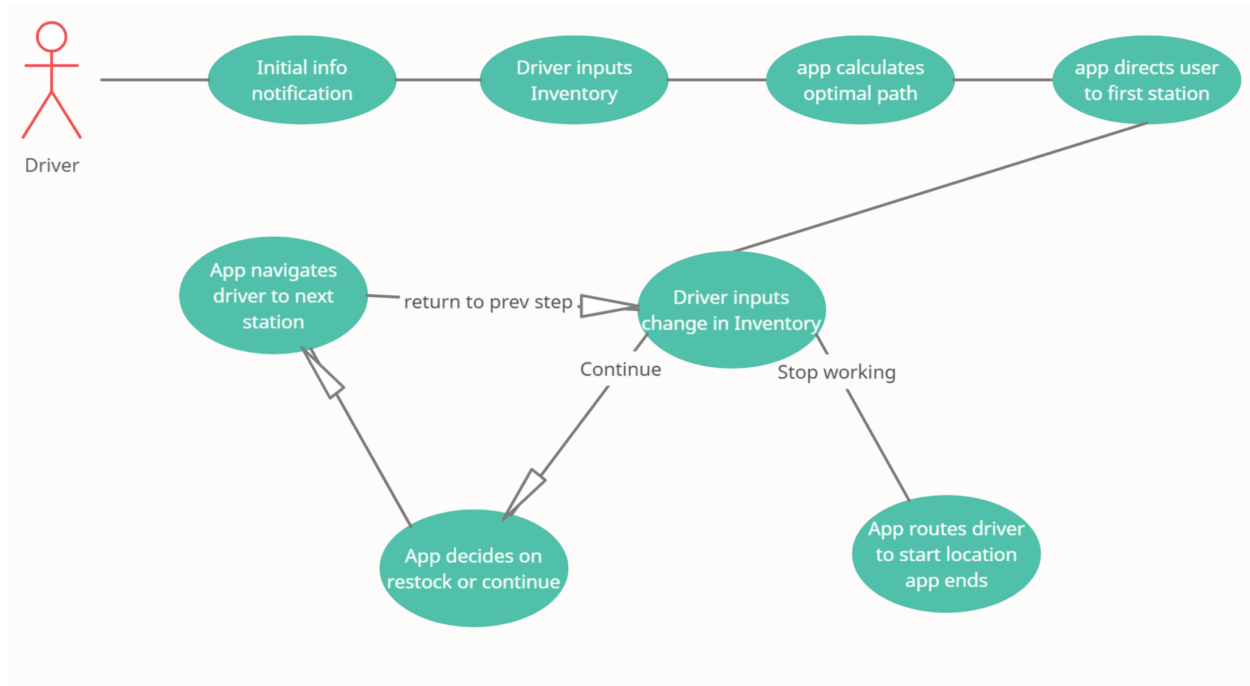 Initial info
notification
Driver inputs
Inventory
app calculates
optimal path
app directs user
to first station
Driver
App navigates
driver to next
station
return to prev step
Driver inputs
change in Inventory
Continue
Stop working
App decides on
restock or continue
App routes driver
to start location
app ends